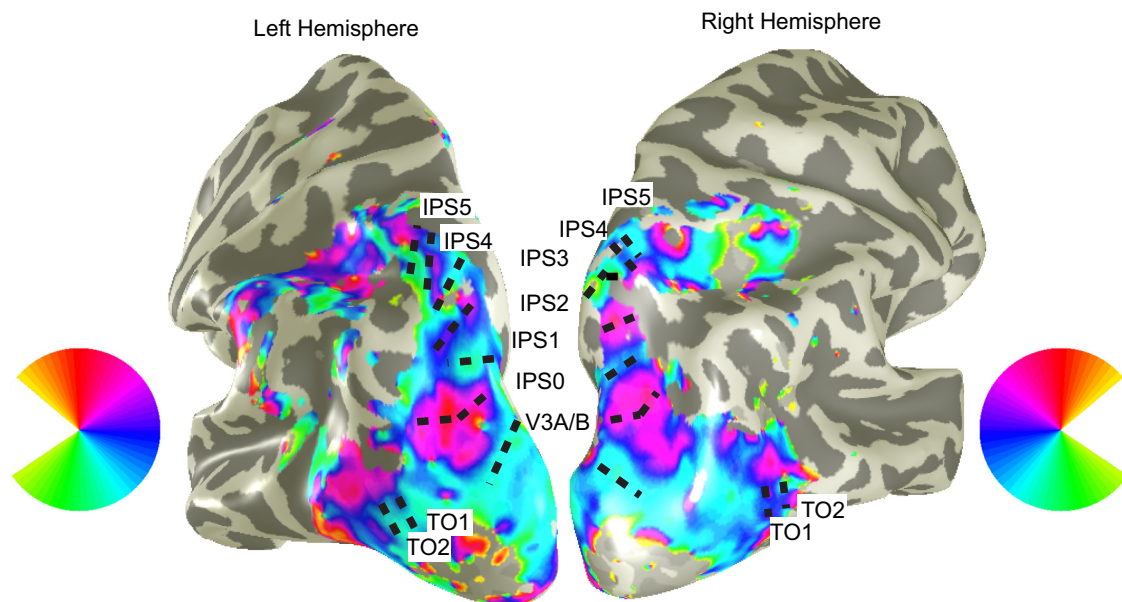 Left Hemisphere
Right Hemisphere
IPS5
IPS4
IPS5
IPS4
IPS3
IPS2
IPS1
IPS0
V3A/B
TO1
TO2
TO2
TO1